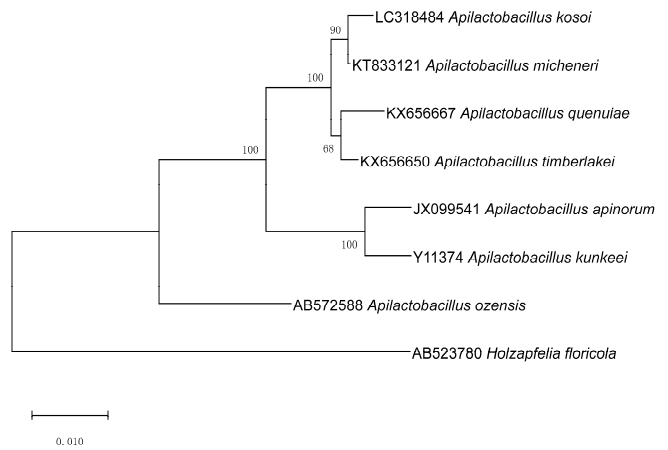 LC318484 Apilactobacillus kosoi
90
KT833121 Apilactobacillus micheneri
100
KX656667 Apilactobacillus quenuiae
68
KX656650 Apilactobacillus timberlakei
100
JX099541 Apilactobacillus apinorum
100
Y11374 Apilactobacillus kunkeei
AB572588 Apilactobacillus ozensis
AB523780 Holzapfelia floricola
0.010